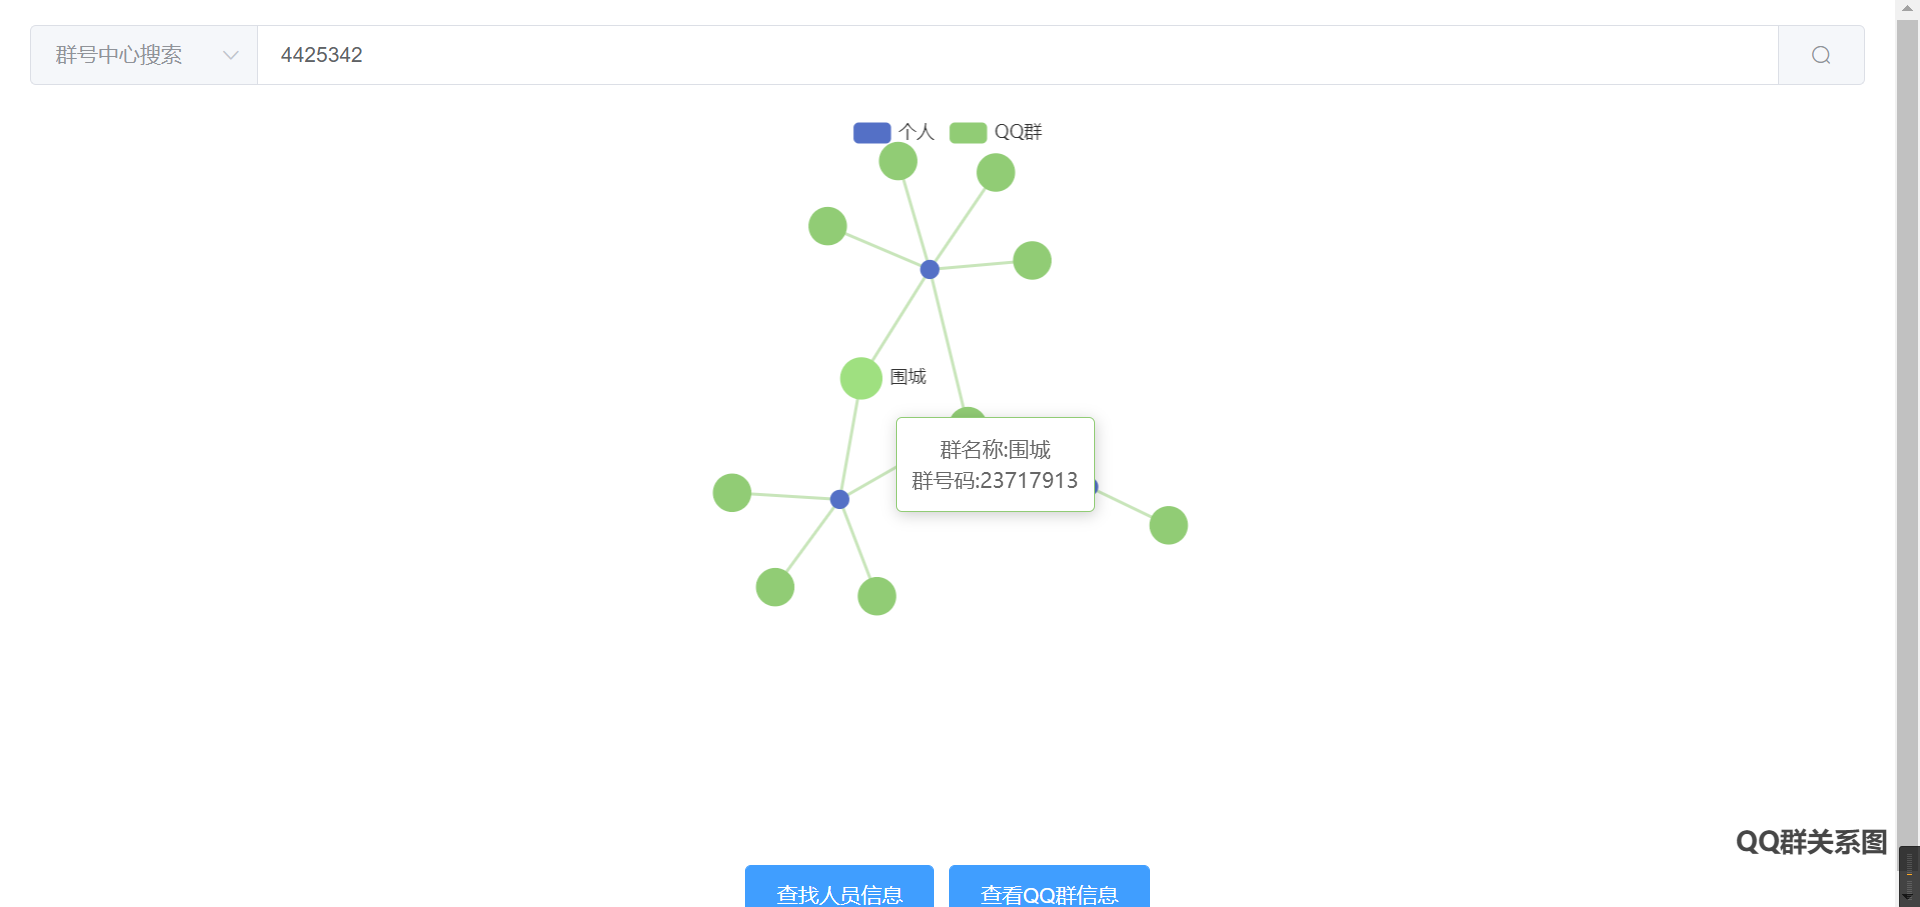 群号中心搜索
4425342
个人
QQ群
围城
群名称:围城
群号码:23717913
QQ群关系图
查找人员信息
查看QQ群信息